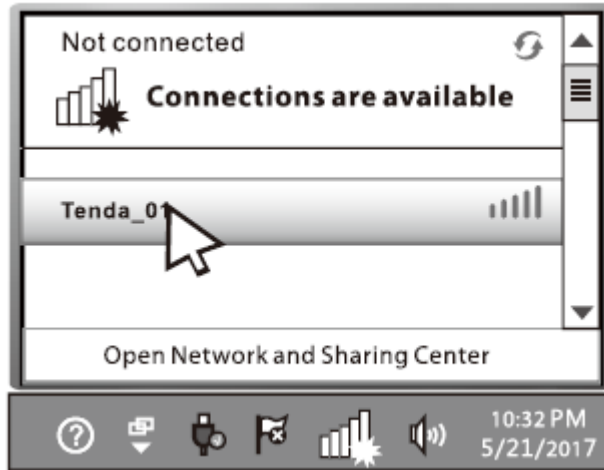 Not connected
Connections are available
Tenda_01
Open Network and Sharing Center
10:32 PM
5/21/2017